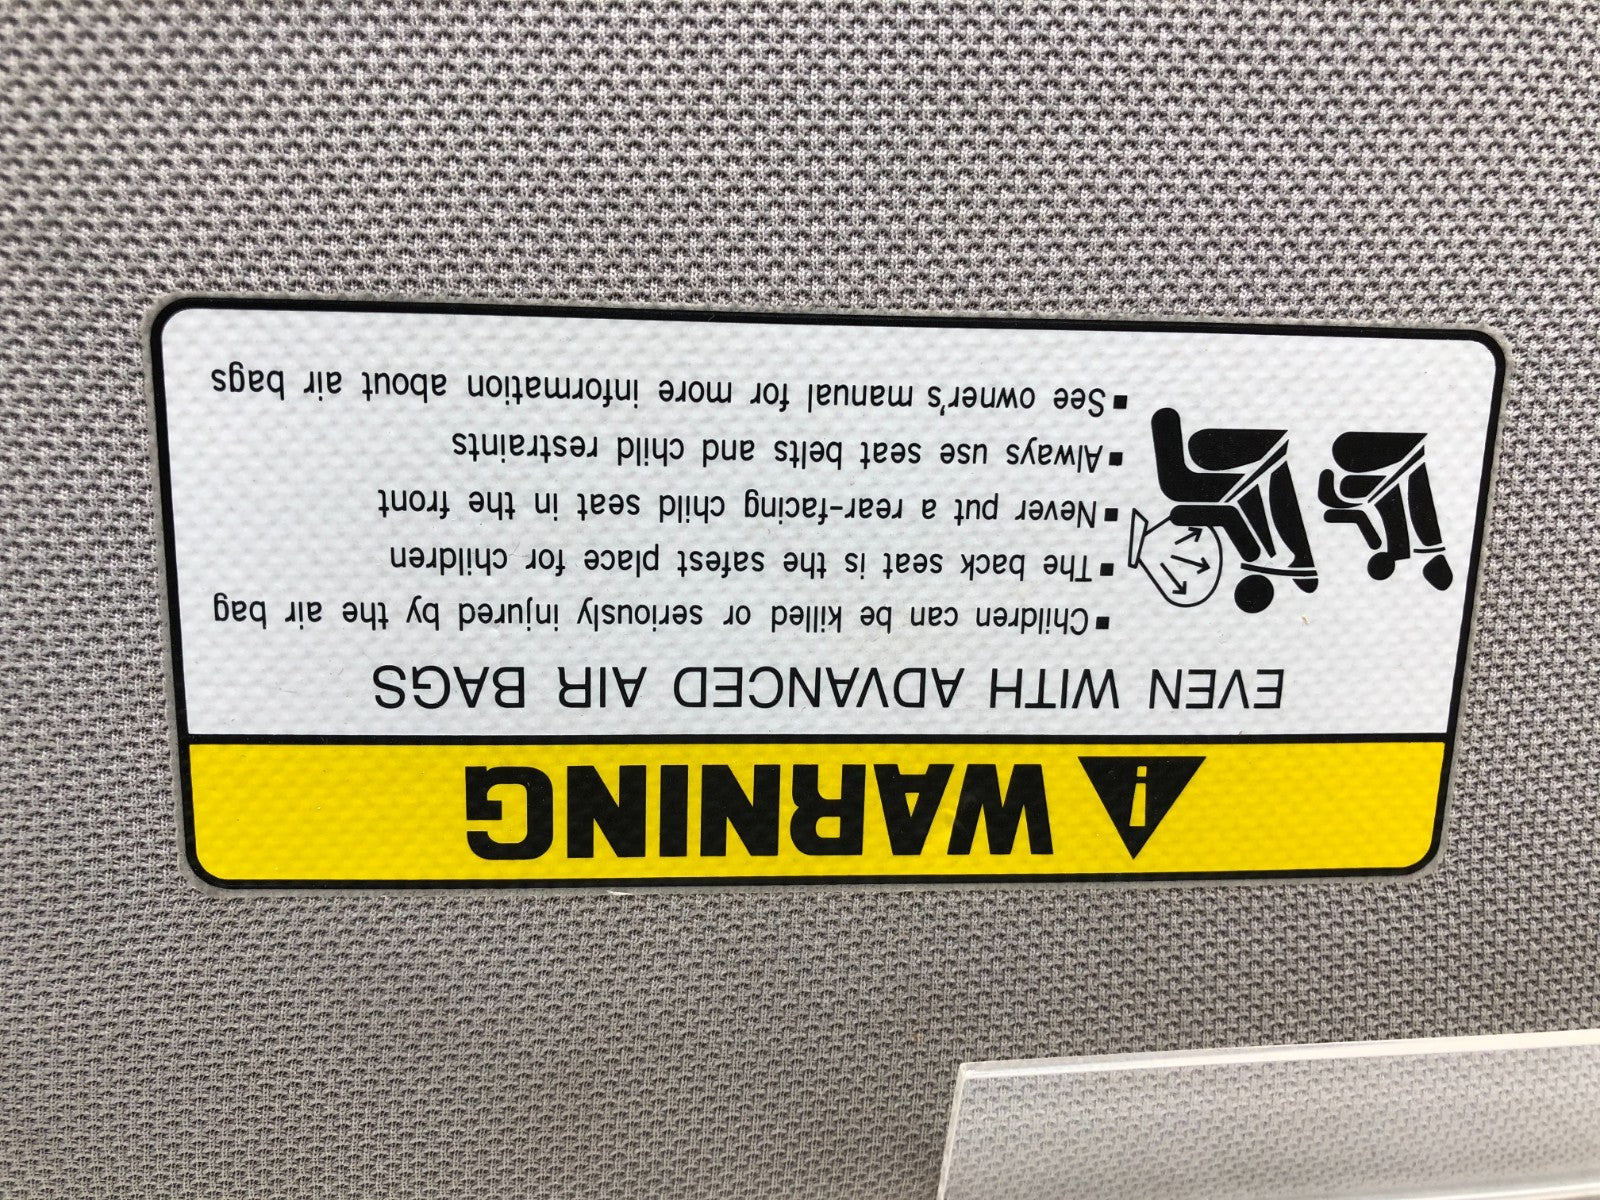 WARNING
EVEN WITH ADVANCED AIR BAGS
▪ Children can be killed or seriously injured by the air bag
▪ The back seat is the safest place for children
▪ Never put a rear-facing child seat in the front
▪ Always use seat belts and child restraints
▪ See owner's manual for more information about air bags